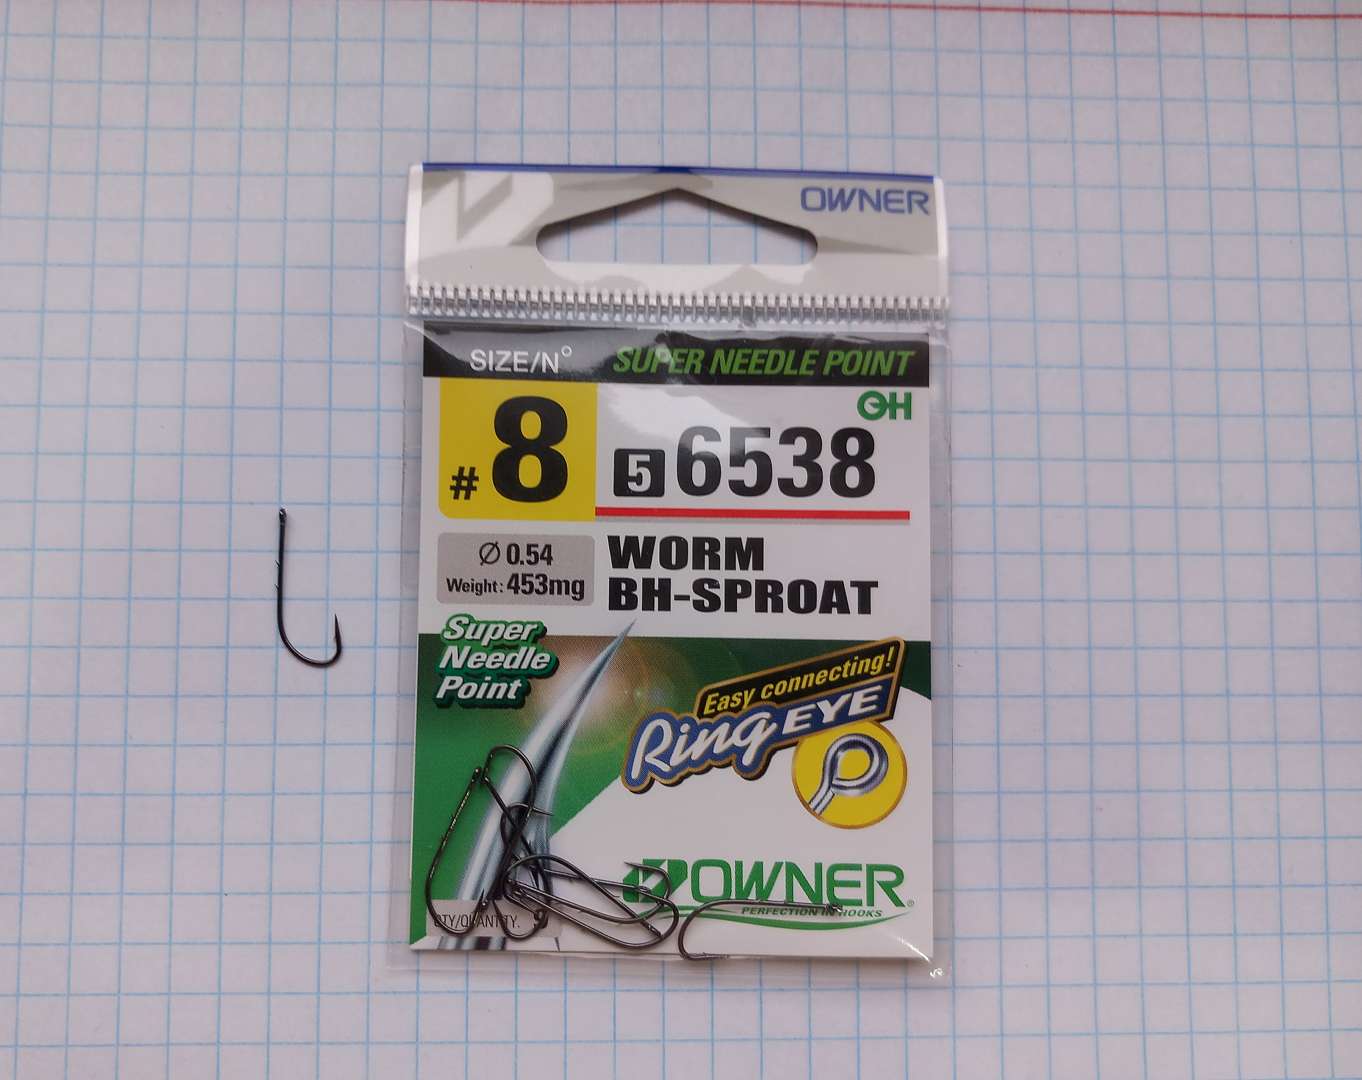 OWNER
SIZE/N° SUPER NEEDLE POINT
#8
5 6538
Ø 0.54
Weight: 453mg
WORM
BH-SPROAT
Super
Needle
Point
Easy connecting!
Ring EYE
OWNER®
PERFECTION IN HOOKS
QTY/QUANTITY. 9